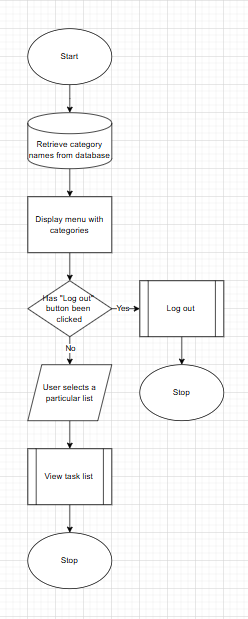 Start
Retrieve category
names from database
Display menu with
categories
Has "Log out"
button been
clicked
Yes
Log out
No
User selects a
particular list
Stop
View task list
Stop